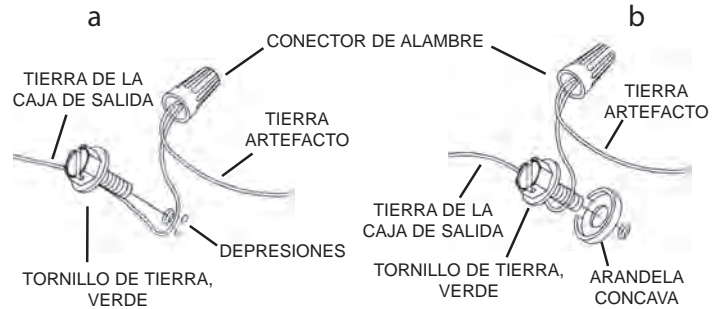 a
b
CONECTOR DE ALAMBRE
TIERRA DE LA
CAJA DE SALIDA
TIERRA
ARTEFACTO
DEPRESIONES
TORNILLO DE TIERRA,
VERDE
TIERRA
ARTEFACTO
TIERRA DE LA
CAJA DE SALIDA
TORNILLO DE TIERRA,
VERDE
ARANDELA
CONCAVA